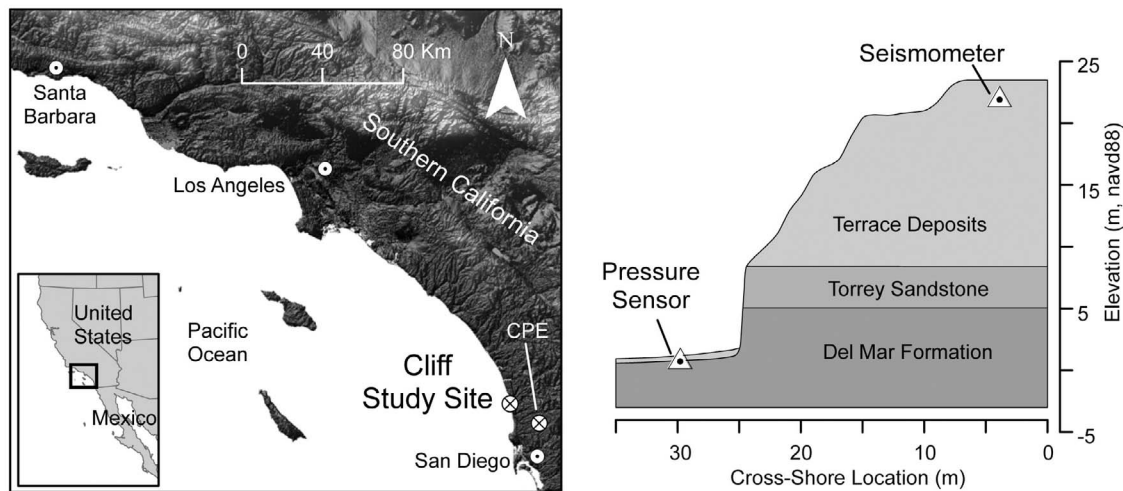 0 40 80 Km
N
Santa
Barbara
Los Angeles
Southern California
United
States
Mexico
Pacific
Ocean
CPE
Cliff
Study Site
San Diego
Seismometer
Pressure
Sensor
Terrace Deposits
Torrey Sandstone
Del Mar Formation
25
15
5
-5
Elevation (m, navd88)
30 20 10 0
Cross-Shore Location (m)